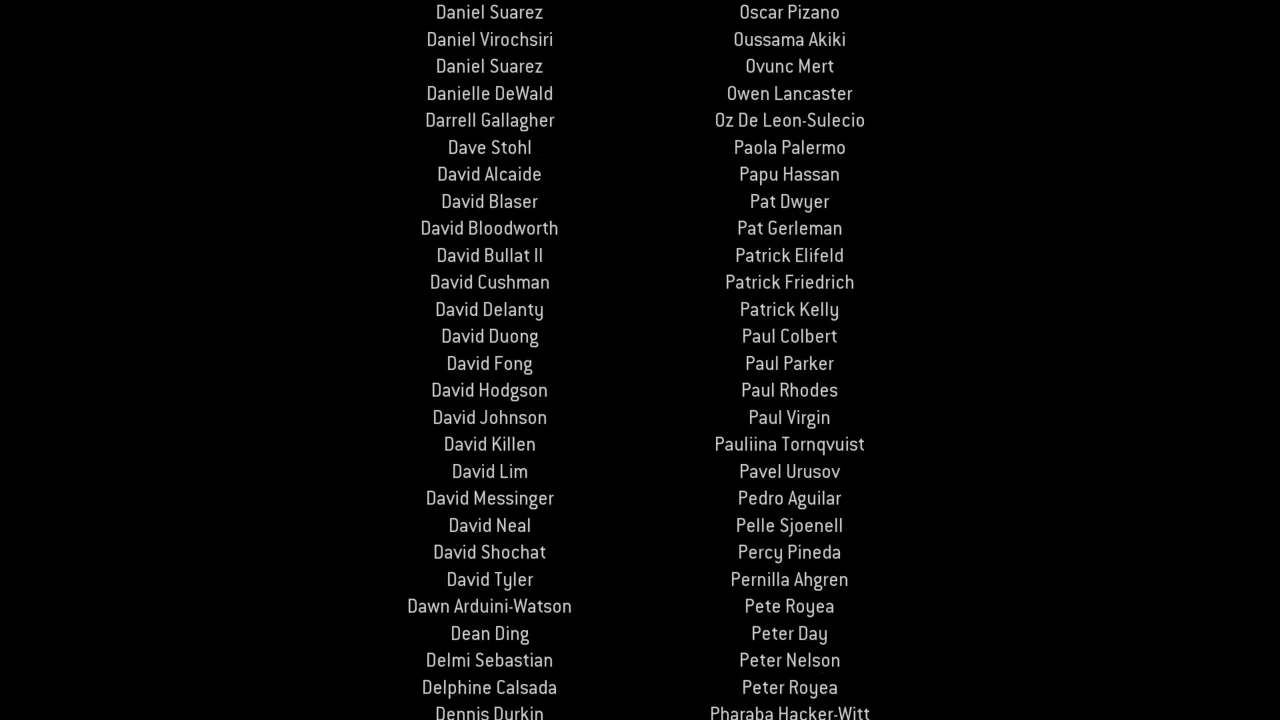 Daniel Suarez
Daniel Virochsiri
Daniel Suarez
Danielle DeWald
Darrell Gallagher
Dave Stohl
David Alcaide
David Blaser
David Bloodworth
David Bullat II
David Cushman
David Delanty
David Duong
David Fong
David Hodgson
David Johnson
David Killen
David Lim
David Messinger
David Neal
David Shochat
David Tyler
Dawn Arduini-Watson
Dean Ding
Delmi Sebastian
Delphine Calsada
Dennis Durkin
Oscar Pizano
Oussama Akiki
Ovunc Mert
Owen Lancaster
Oz De Leon-Sulecio
Paola Palermo
Papu Hassan
Pat Dwyer
Pat Gerleman
Patrick Elifeld
Patrick Friedrich
Patrick Kelly
Paul Colbert
Paul Parker
Paul Rhodes
Paul Virgin
Pauliina Tornqvuist
Pavel Urusov
Pedro Aguilar
Pelle Sjoenell
Percy Pineda
Pernilla Ahgren
Pete Royea
Peter Day
Peter Nelson
Peter Royea
Pharaba Hacker-Witt